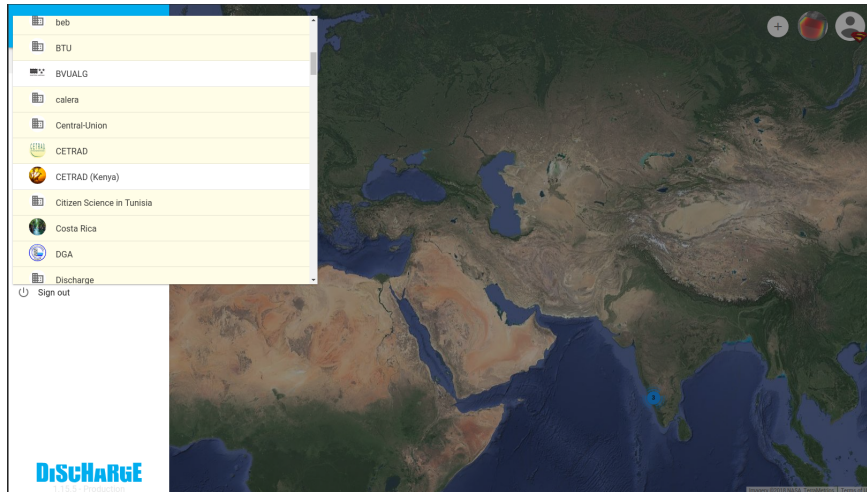 beb
BTU
BVUALG
calera
Central-Union
CETRAD
CETRAD (Kenya)
Citizen Science in Tunisia
Costa Rica
DGA
Discharge
Sign out
DiSCHARGE